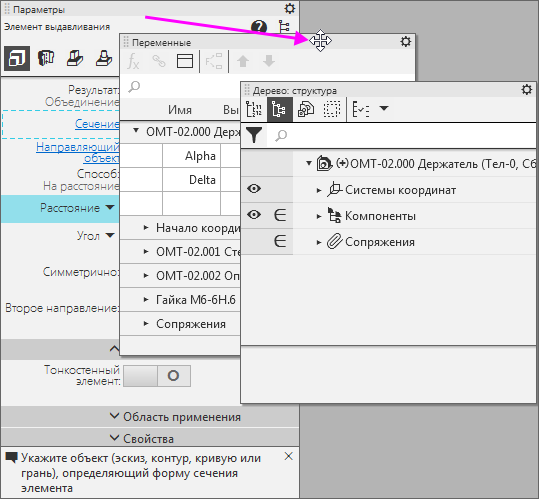 Параметры
Элемент выдавливания
?
Результат:
Объединение
Сечение
Направляющий
объект
Способ:
На расстояние
Расстояние
Угол
Симметрично:
Второе направление:
Тонкостенный
элемент:
Область применения
Свойства
Укажите объект (эскиз, контур, кривую или
грань), определяющий форму сечения
элемента
Переменные
Имя Вы
ОМТ-02.000 Держ
Alpha
Delta
Начало коорди
ОМТ-02.001 Сте
ОМТ-02.002 Оп
Гайка М6-6Н.6
Сопряжения
Дерево: структура
(+)ОМТ-02.000 Держатель (Тел-0, Сб
Системы координат
Компоненты
Сопряжения